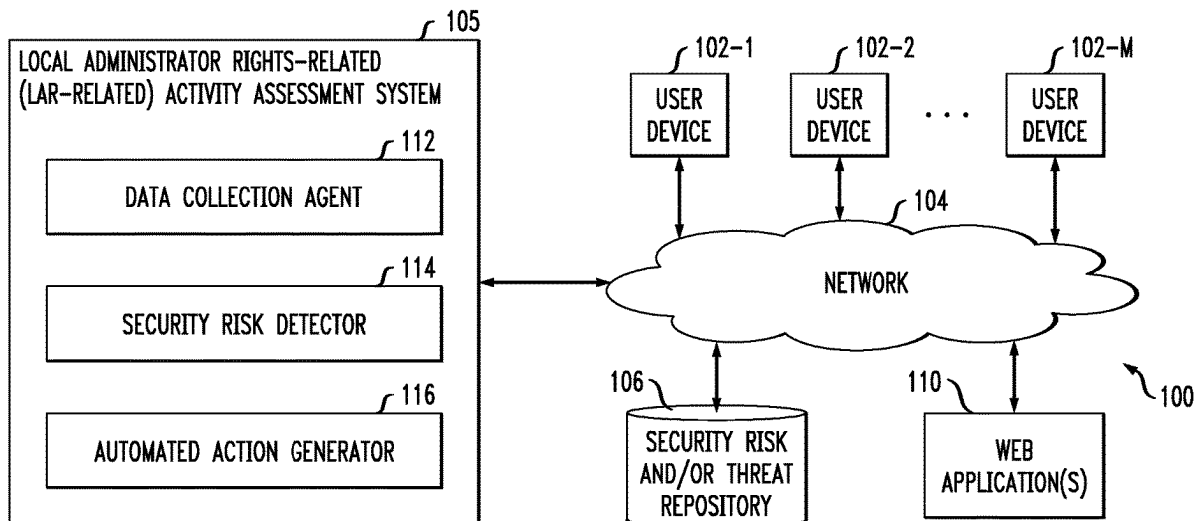 105
LOCAL ADMINISTRATOR RIGHTS-RELATED
(LAR-RELATED) ACTIVITY ASSESSMENT SYSTEM
112
DATA COLLECTION AGENT
114
SECURITY RISK DETECTOR
116
AUTOMATED ACTION GENERATOR
102-1
USER
DEVICE
102-2
USER
DEVICE
. . .
102-M
USER
DEVICE
104
NETWORK
106
SECURITY RISK
AND/OR THREAT
REPOSITORY
110
WEB
APPLICATION(S)
100